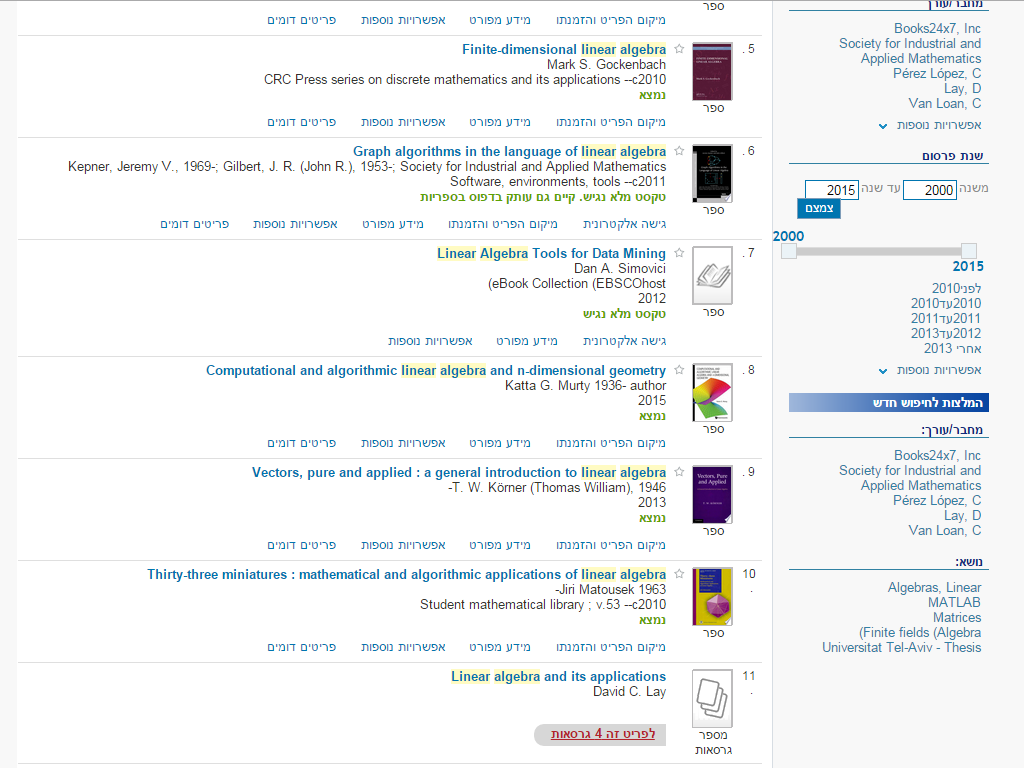 ספר
מיקום הפריט והזמנתו מידע מפורט אפשרויות נוספות פריטים דומים
5 .
Finite-dimensional linear algebra
Mark S. Gockenbach
CRC Press series on discrete mathematics and its applications --c2010
נמצא
ספר
מיקום הפריט והזמנתו מידע מפורט אפשרויות נוספות פריטים דומים
6 .
Graph algorithms in the language of linear algebra
Kepner, Jeremy V., 1969-; Gilbert, J. R. (John R.), 1953-; Society for Industrial and Applied Mathematics
Software, environments, tools --c2011
טקסט מלא נגיש. קיים גם עותק בדפוס בספריות
ספר
גישה אלקטרונית מיקום הפריט והזמנתו מידע מפורט אפשרויות נוספות פריטים דומים
7 .
Linear Algebra Tools for Data Mining
Dan A. Simovici
(eBook Collection (EBSCOhost
2012
טקסט מלא נגיש
ספר
גישה אלקטרונית מידע מפורט אפשרויות נוספות
8 .
Computational and algorithmic linear algebra and n-dimensional geometry
Katta G. Murty 1936- author
2015
נמצא
ספר
מיקום הפריט והזמנתו מידע מפורט אפשרויות נוספות פריטים דומים
9 .
Vectors, pure and applied : a general introduction to linear algebra
-T. W. Körner (Thomas William), 1946
2013
נמצא
Vectors, Pure
and Applied
ספר
מיקום הפריט והזמנתו מידע מפורט אפשרויות נוספות פריטים דומים
10 .
Thirty-three miniatures : mathematical and algorithmic applications of linear algebra
-Jiri Matousek 1963
Student mathematical library ; v.53 --c2010
נמצא
ספר
מיקום הפריט והזמנתו מידע מפורט אפשרויות נוספות פריטים דומים
11 .
Linear algebra and its applications
David C. Lay
לפריט זה 4 גרסאות
מספר
גרסאות
מחבר/עורך
Books24x7, Inc
Society for Industrial and
Applied Mathematics
Pérez López, C
Lay, D
Van Loan, C
אפשרויות נוספות
שנת פרסום
משנה 2000 עד שנה 2015
צמצם
2000
2015
לפני2010
2010עד2010
2011עד2011
2012עד2013
אחרי 2013
אפשרויות נוספות
המלצות לחיפוש חדש
מחבר/עורך:
Books24x7, Inc
Society for Industrial and
Applied Mathematics
Pérez López, C
Lay, D
Van Loan, C
נושא:
Algebras, Linear
MATLAB
Matrices
(Finite fields (Algebra
Universitat Tel-Aviv - Thesis